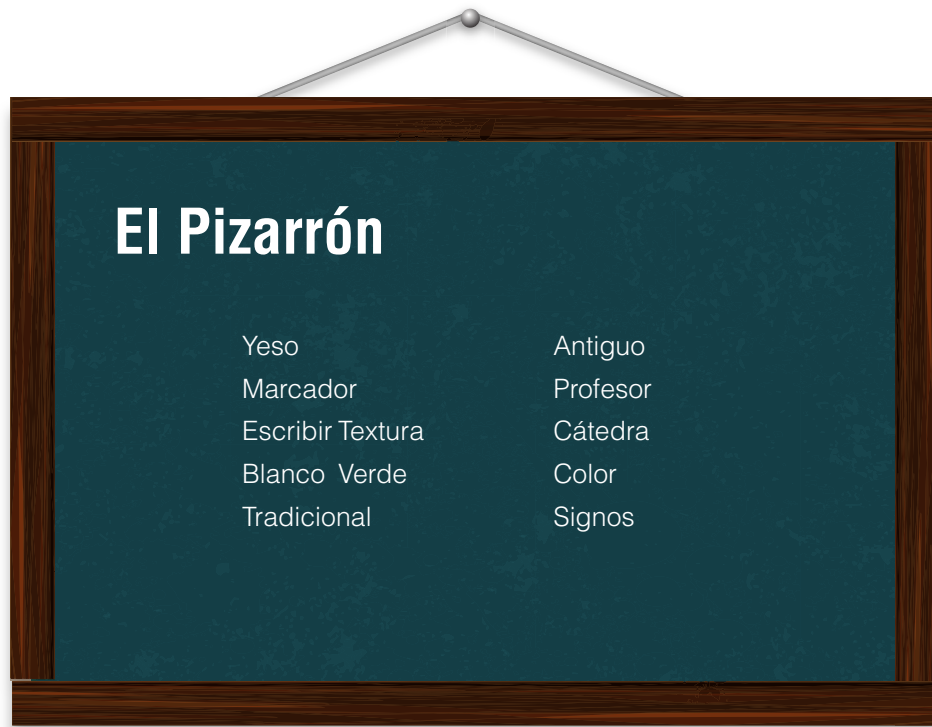 El Pizarrón
Yeso
Marcador
Escribir Textura
Blanco  Verde
Tradicional
Antiguo
Profesor
Cátedra
Color
Signos